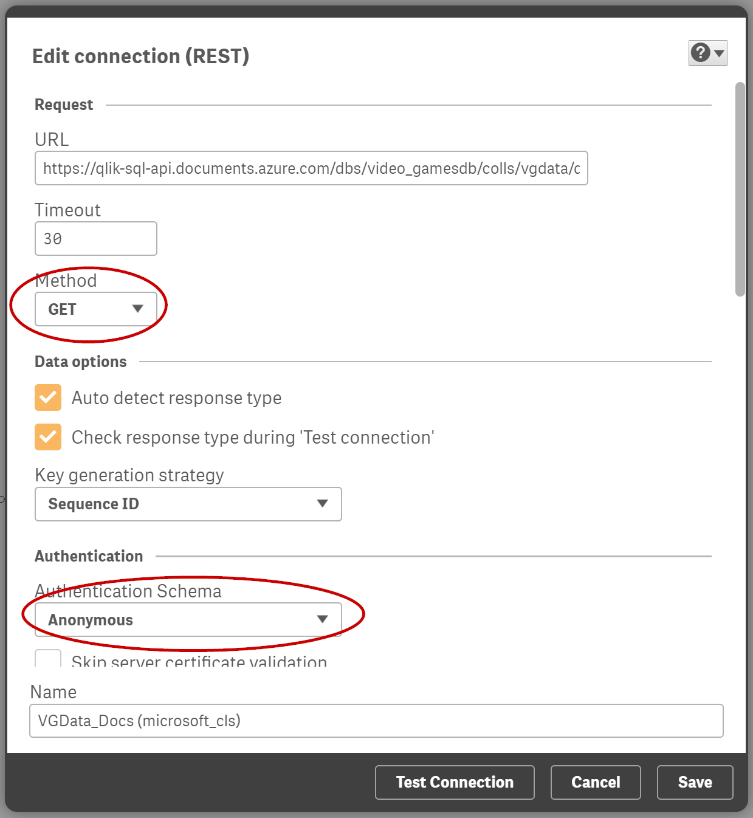 Edit connection (REST)
?
Request
URL
https://qlik-sql-api.documents.azure.com/dbs/video_gamesdb/colls/vgdata/c
Timeout
30
Method
GET
Data options
Auto detect response type
Check response type during 'Test connection'
Key generation strategy
Sequence ID
Authentication
Authentication Schema
Anonymous
Skip server certificate validation
Name
VGData_Docs (microsoft_cls)
Test Connection Cancel Save